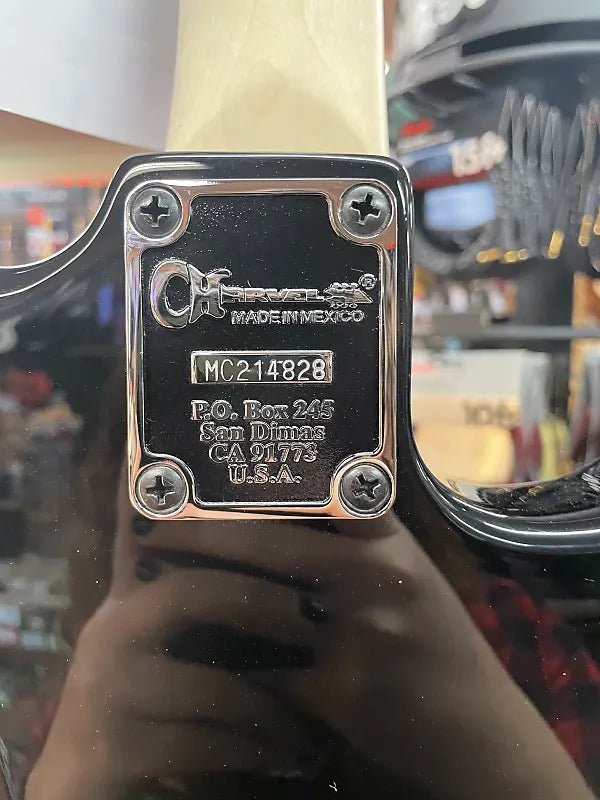 CHARVEL®
MADE IN MEXICO
MC214828
P.O. Box 245
San Dimas
CA 91773
U.S.A.